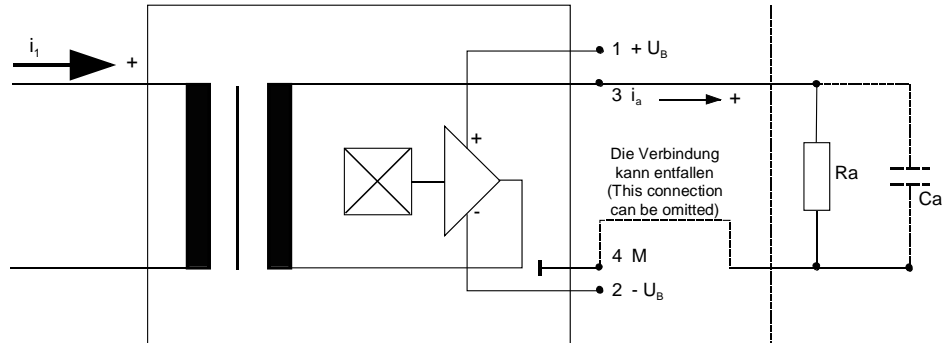 i1
+
1 + UB
3 ia
+
+
-
Die Verbindung
kann entfallen
(This connection
can be omitted)
Ra
Ca
4 M
2 - UB